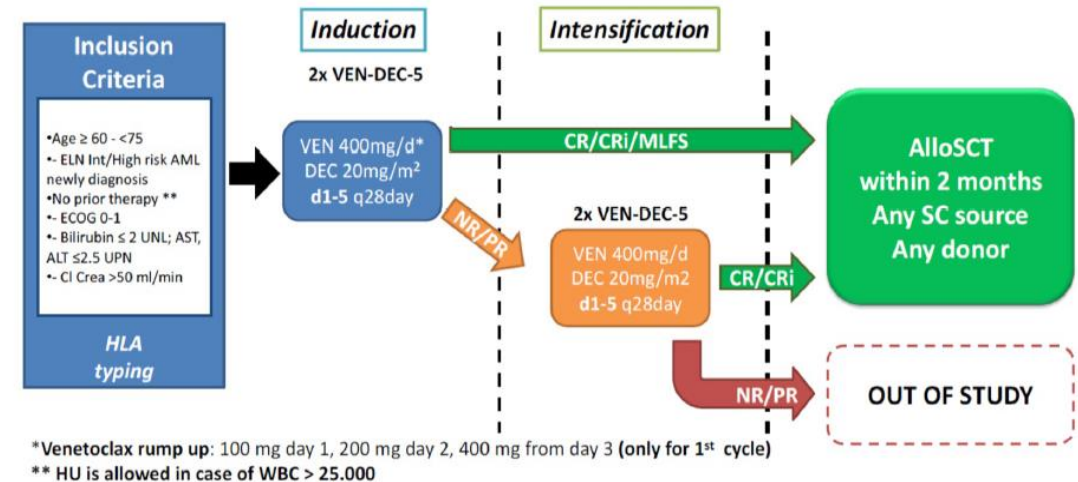 Inclusion
Criteria
•Age ≥ 60 - <75
•- ELN Int/High risk AML
newly diagnosis
•No prior therapy **
•- ECOG 0-1
•- Bilirubin ≤ 2 UNL; AST,
ALT ≤2.5 UPN
•- Cl Crea >50 ml/min
HLA
typing
Induction
2x VEN-DEC-5
VEN 400mg/d*
DEC 20mg/m²
d1-5 q28day
CR/CRi/MLFS
NR/PR
Intensification
2x VEN-DEC-5
VEN 400mg/d
DEC 20mg/m2
d1-5 q28day
CR/CRi
NR/PR
AlloSCT
within 2 months
Any SC source
Any donor
OUT OF STUDY
*Venetoclax rump up: 100 mg day 1, 200 mg day 2, 400 mg from day 3 (only for 1st cycle)
** HU is allowed in case of WBC > 25.000